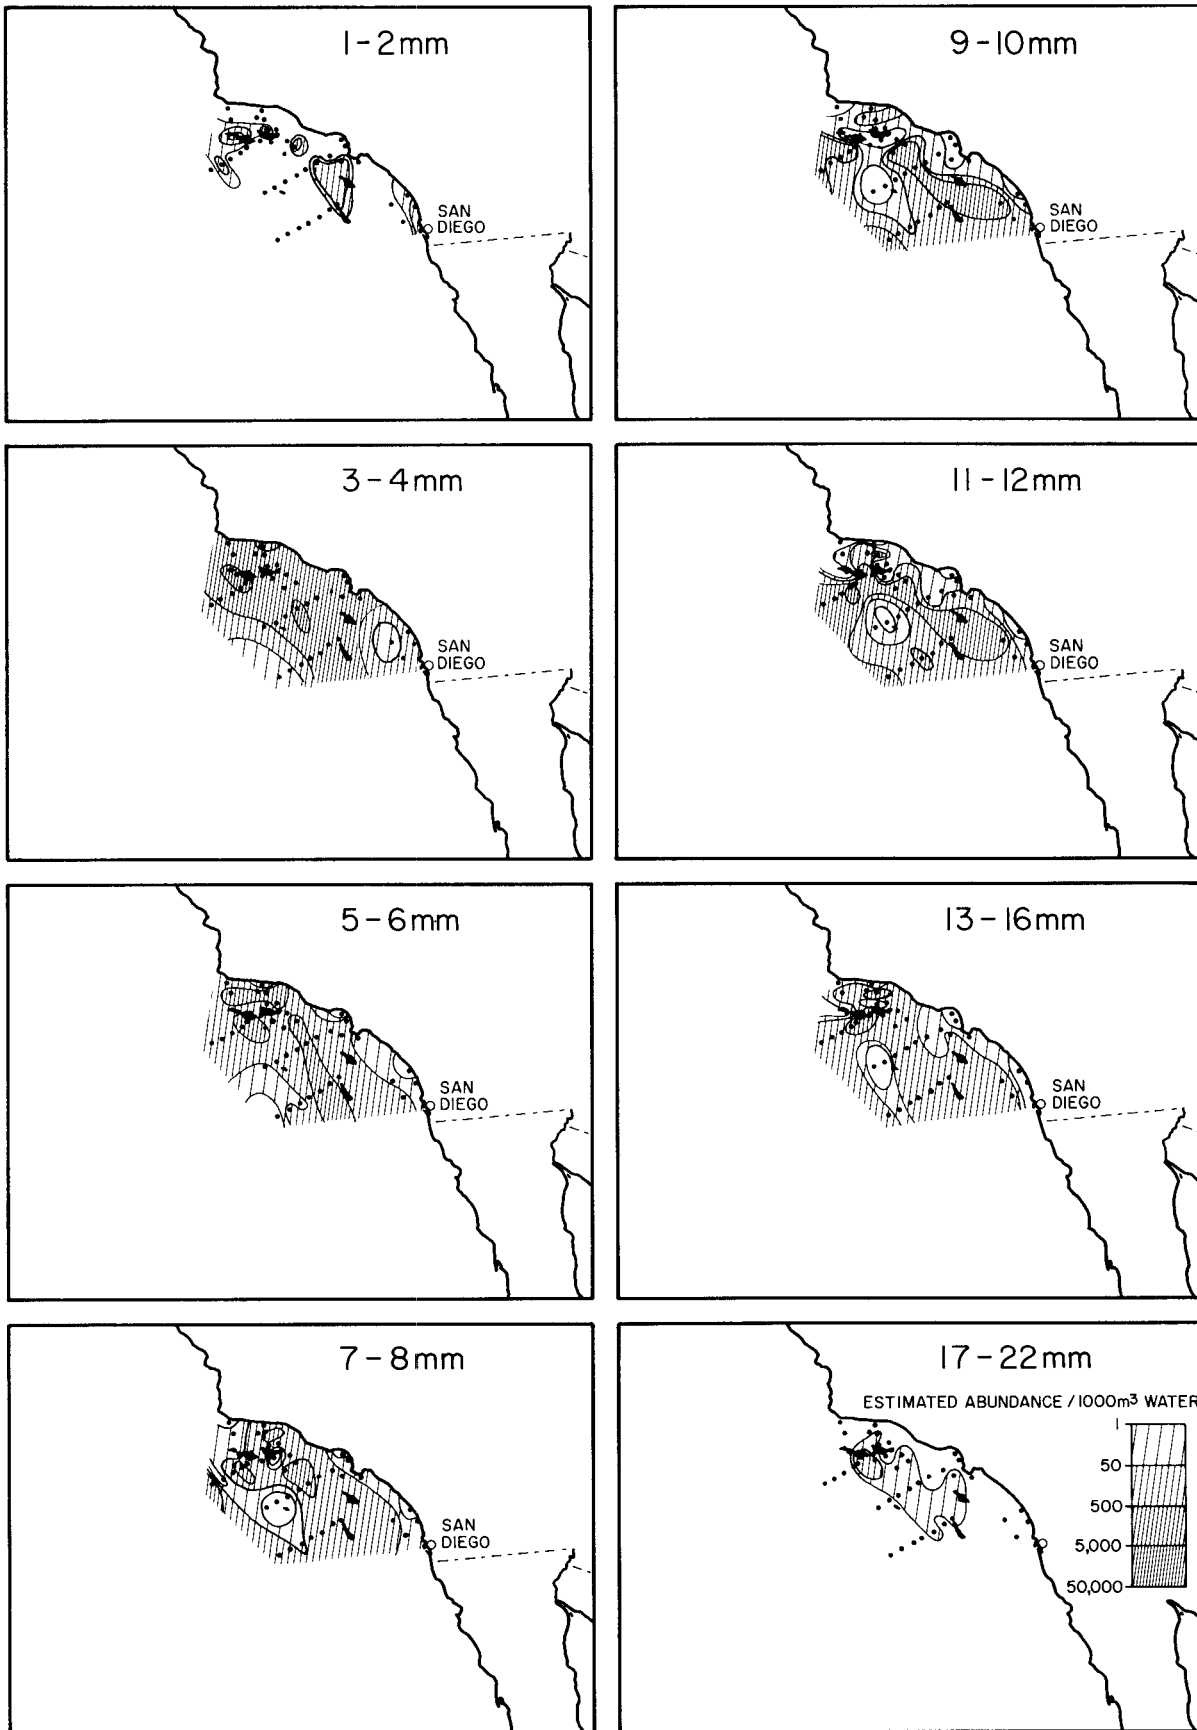 1-2mm
SAN
DIEGO
9-10mm
SAN
DIEGO
3-4mm
SAN
DIEGO
11-12mm
SAN
DIEGO
5-6mm
SAN
DIEGO
13-16mm
SAN
DIEGO
7-8mm
SAN
DIEGO
17-22mm
ESTIMATED ABUNDANCE /1000m³ WATER
1
50
500
5,000
50,000